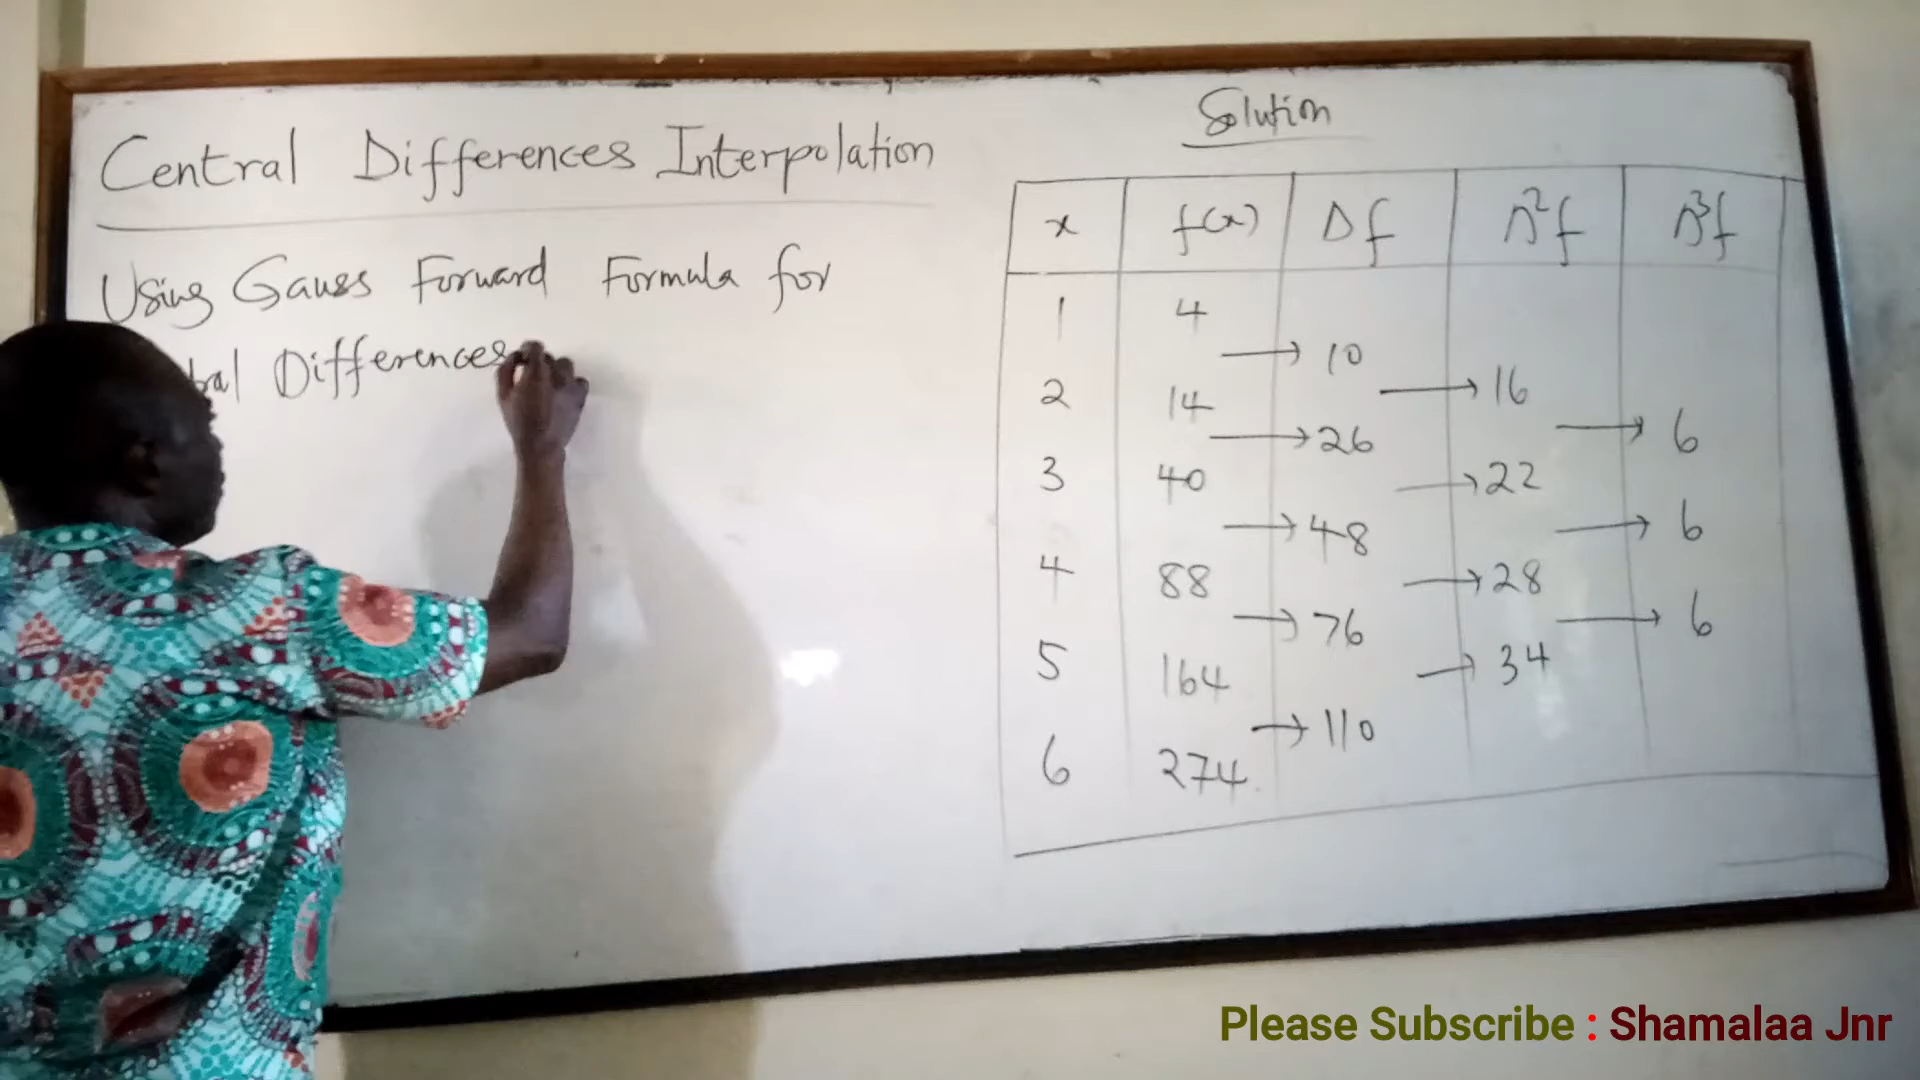 Central Differences Interpolation
Using Gauss Forward Formula for
Differences
Solution
x f(x) Δf Δ²f Δ³f
1 4
→ 10
2 14 → 16
→ 26 → 6
3 40 → 22
→ 48 → 6
4 88 → 28
→ 76 → 6
5 164 → 34
→ 110
6 274
Please Subscribe : Shamalaa Jnr